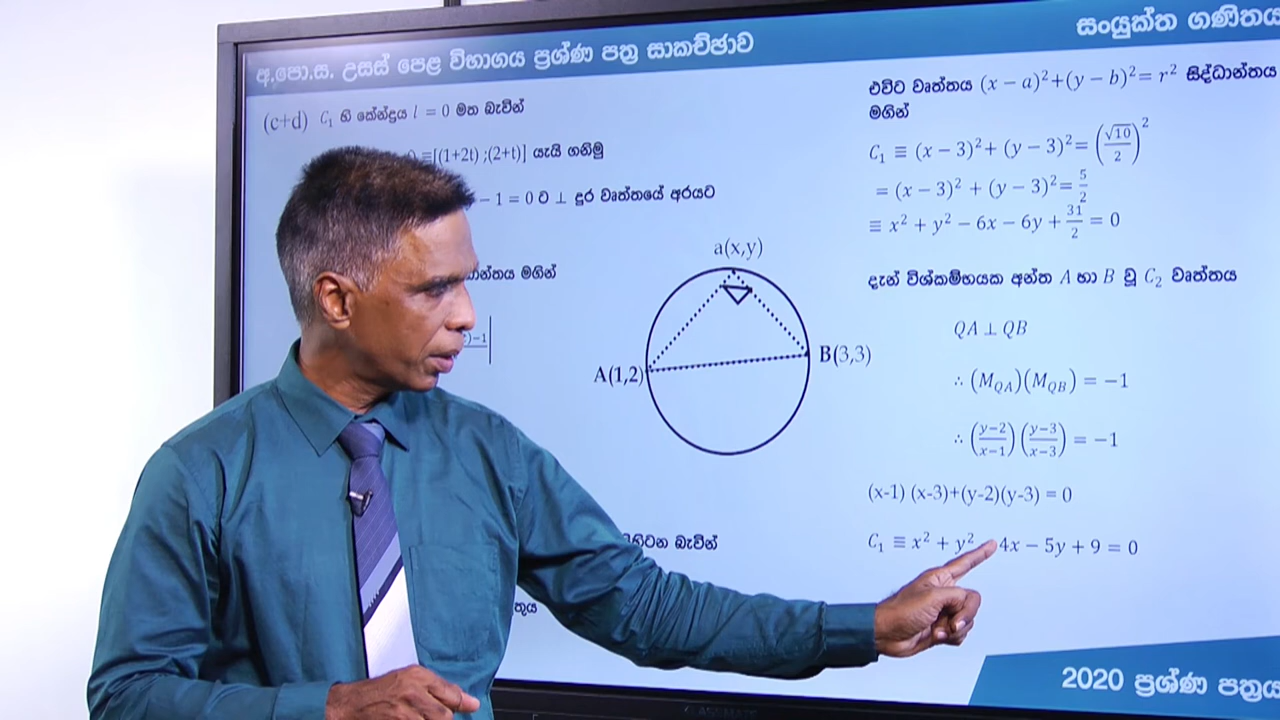 අ.පො.ස. උසස් පෙළ විභාගය ප්‍රශ්ණ පත්‍ර සාකච්ඡාව
සංයුක්ත ගණිතය
(c+d) C₁ හි කේන්ද්‍රය l = 0 මත බැවින්
≡[(1+2t) ;(2+t)] යැයි ගනිමු
− 1 = 0 ට ⊥ දුර වෘත්තයේ අරයට
මගින්
)−1
a(x,y)
A(1,2)
B(3,3)
බැවින්
එවිට වෘත්තය (x − a)²+(y − b)²= r² සිද්ධාන්තය
මගින්
C₁ ≡ (x − 3)²+ (y − 3)²= (√10/2)²
= (x − 3)² + (y − 3)²= 5/2
≡ x² + y² − 6x − 6y + 31/2 = 0
දැන් විශ්කම්භයක අන්ත A හා B වූ C₂ වෘත්තය
QA ⊥ QB
∴ (M_QA)(M_QB) = −1
∴ (y−2/x−1)(y−3/x−3) = −1
(x-1) (x-3)+(y-2)(y-3) = 0
C₁ ≡ x² + y² 4x − 5y + 9 = 0
2020 ප්‍රශ්ණ පත්‍රය